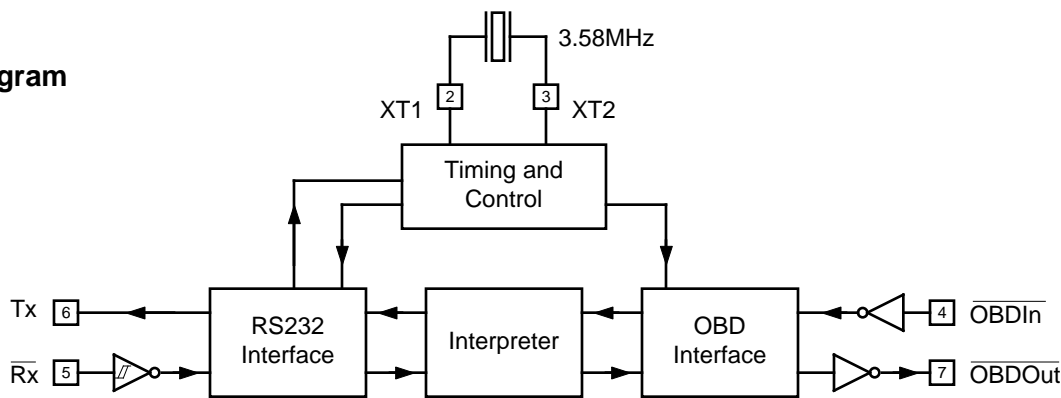 gram
3.58MHz
2
3
XT1
XT2
Timing and
Control
Tx
6
RS232
Interface
Interpreter
OBD
Interface
4
OBDIn
Rx
5
7
OBDOut